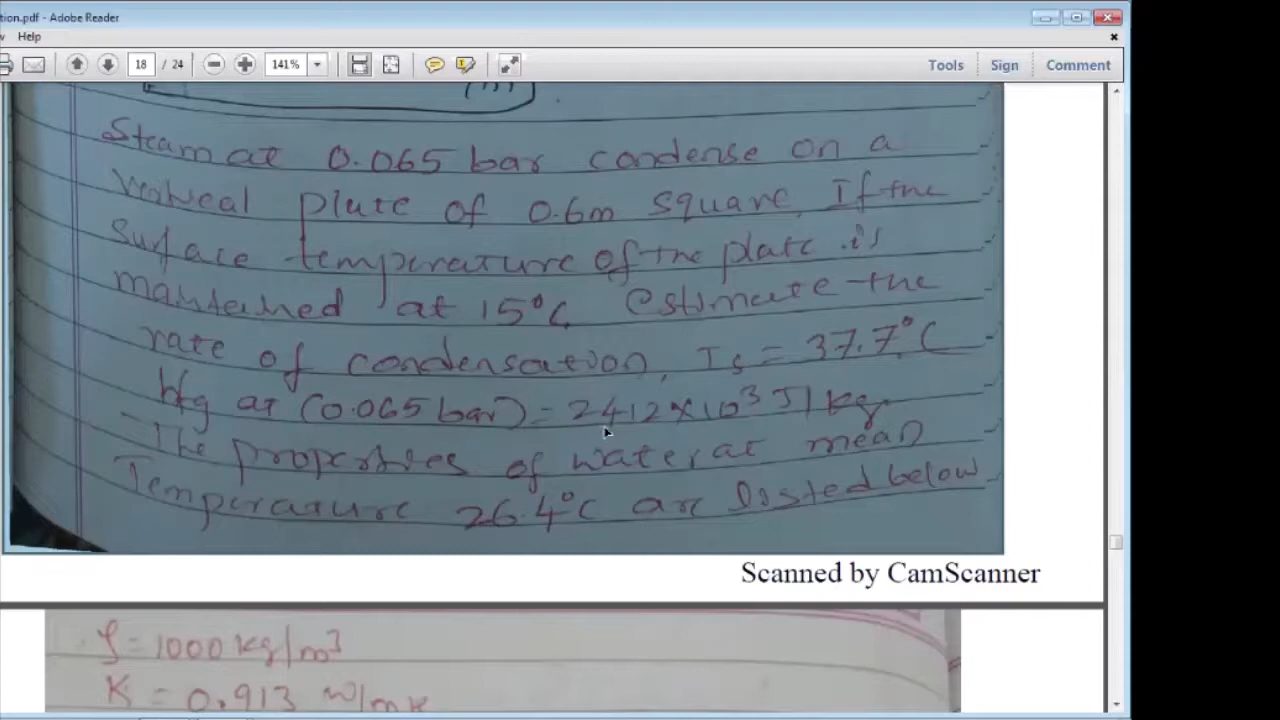 tion.pdf - Adobe Reader
Help
18 / 24 141% Tools Sign Comment
(m)
Steam at 0.065 bar condense on a
plate of 0.6m square. If the
Surface temperature of the plate is
maintained at 15°C estimate the
rate of condensation, Ts = 37.7°C
hfg at (0.065 bar) = 2412×10³ J/kg.
The properties of water at mean
Temperature 26.4°C are listed below
Scanned by CamScanner
ρ = 1000 kg/m³
K = 0.913 W/mK